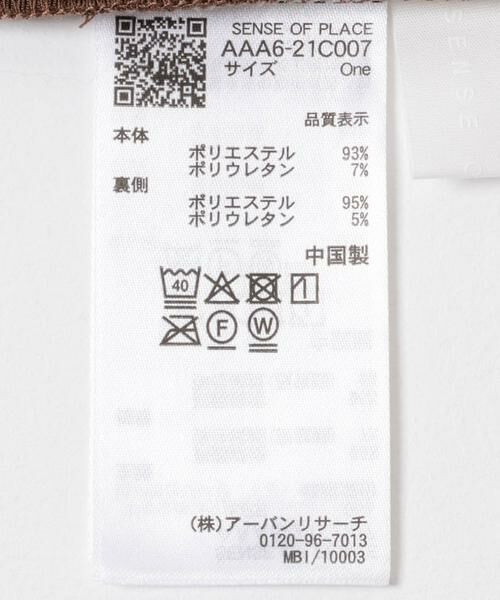 SENSE OF PLACE
AAA6-21C007
サイズ One
品質表示
本体
ポリエステル 93%
ポリウレタン 7%
裏側
ポリエステル 95%
ポリウレタン 5%
中国製
40
F W
(株)アーバンリサーチ
0120-96-7013
MBI/10003
SENSE